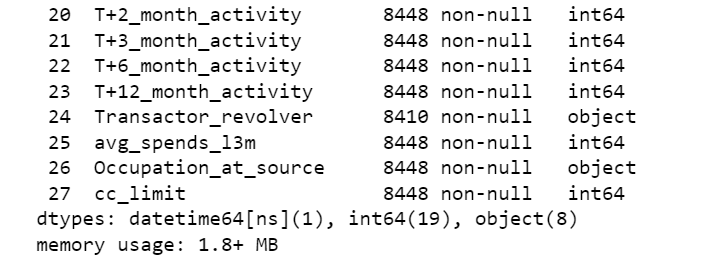 20  T+2_month_activity       8448 non-null   int64
21  T+3_month_activity       8448 non-null   int64
22  T+6_month_activity       8448 non-null   int64
23  T+12_month_activity      8448 non-null   int64
24  Transactor_revolver      8410 non-null   object
25  avg_spends_l3m           8448 non-null   int64
26  Occupation_at_source     8448 non-null   object
27  cc_limit                 8448 non-null   int64
dtypes: datetime64[ns](1), int64(19), object(8)
memory usage: 1.8+ MB